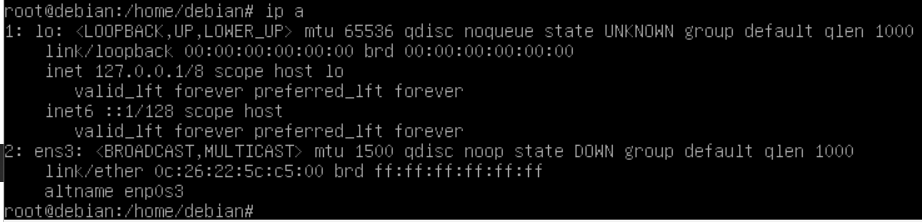 root@debian:/home/debian# ip a
1: lo: <LOOPBACK,UP,LOWER_UP> mtu 65536 qdisc noqueue state UNKNOWN group default qlen 1000
    link/loopback 00:00:00:00:00:00 brd 00:00:00:00:00:00
    inet 127.0.0.1/8 scope host lo
       valid_lft forever preferred_lft forever
    inet6 ::1/128 scope host
       valid_lft forever preferred_lft forever
2: ens3: <BROADCAST,MULTICAST> mtu 1500 qdisc noop state DOWN group default qlen 1000
    link/ether 0c:26:22:5c:c5:00 brd ff:ff:ff:ff:ff:ff
    altname enp0s3
root@debian:/home/debian#